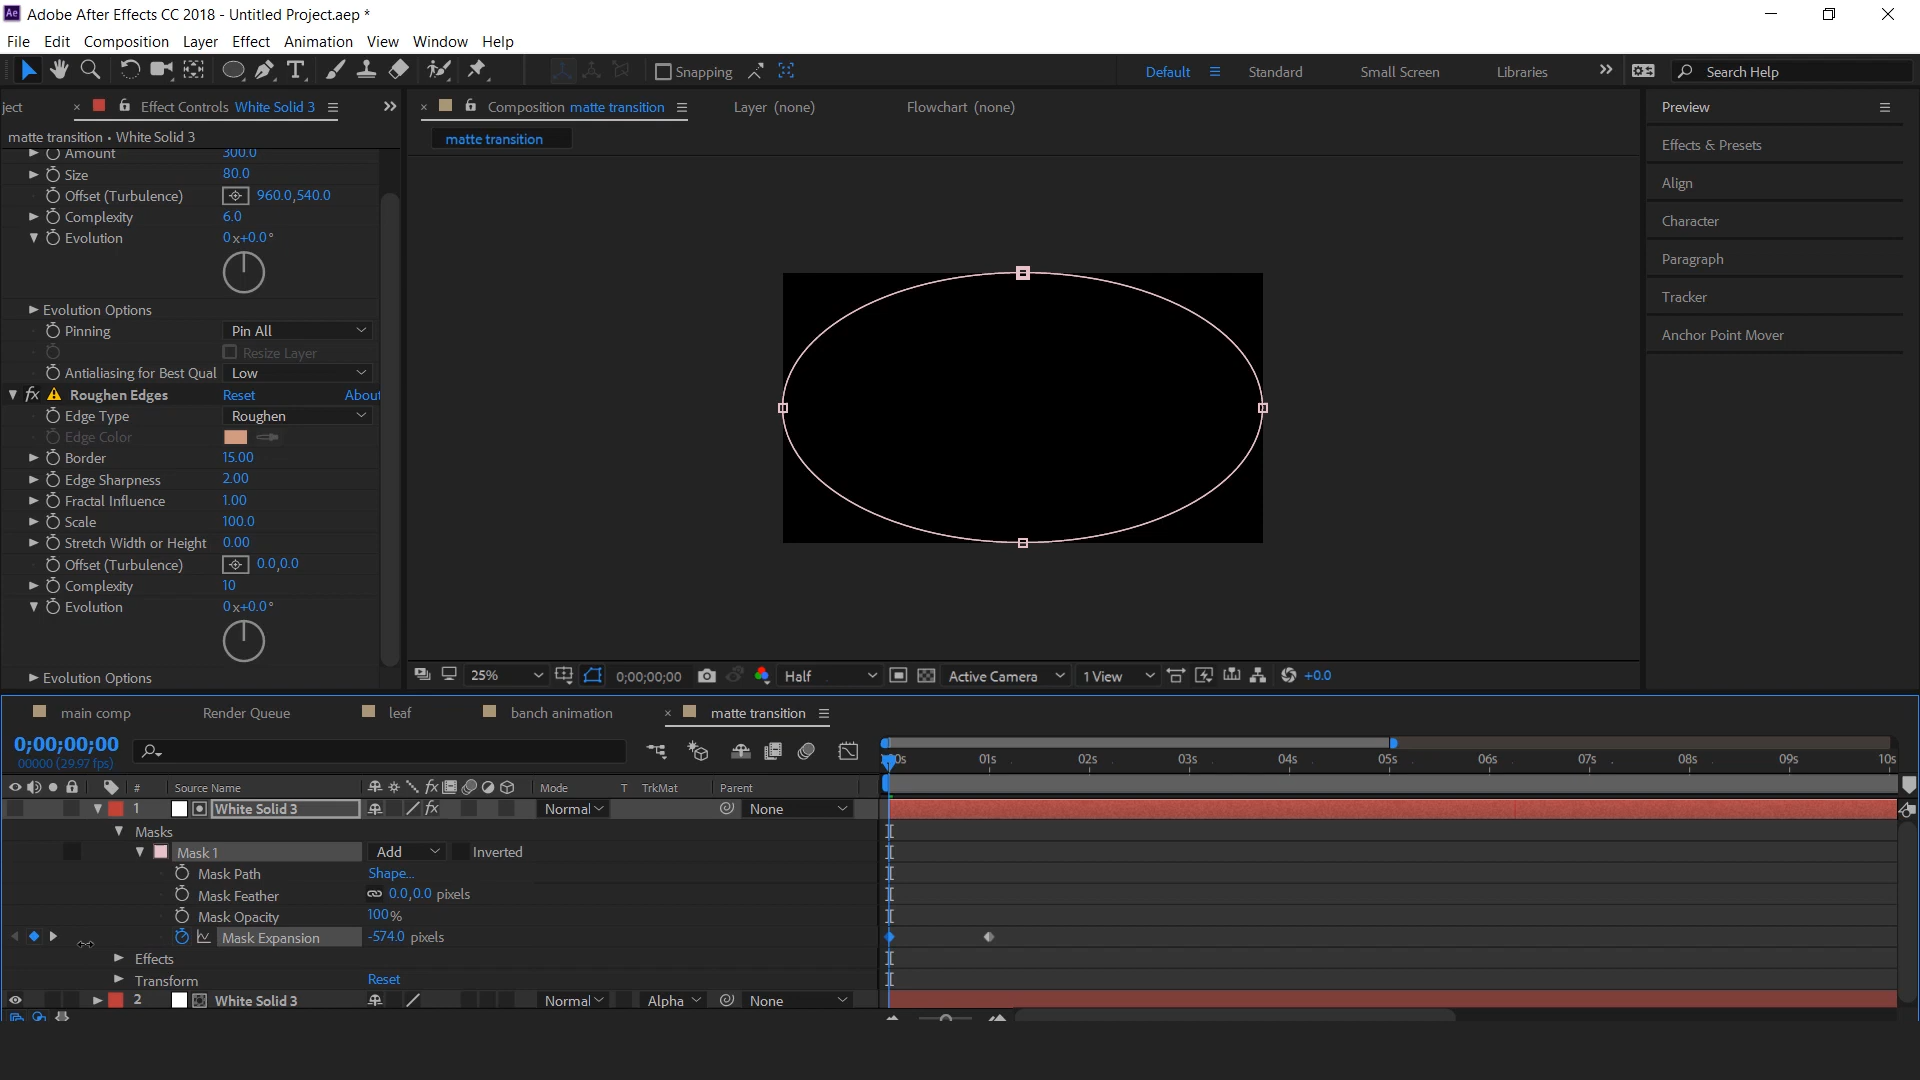 Adobe After Effects CC 2018 - Untitled Project.aep *
File Edit Composition Layer Effect Animation View Window Help
Snapping Default Standard Small Screen Libraries Search Help
ject Effect Controls White Solid 3 Composition matte transition Layer (none) Flowchart (none) Preview
matte transition • White Solid 3
matte transition
Effects & Presets
Align
Character
Paragraph
Tracker
Anchor Point Mover
Amount 300.0
Size 80.0
Offset (Turbulence) 960.0,540.0
Complexity 6.0
Evolution 0x+0.0°
Evolution Options
Pinning Pin All
Resize Layer
Antialiasing for Best Qual Low
fx Roughen Edges Reset About
Edge Type Roughen
Edge Color
Border 15.00
Edge Sharpness 2.00
Fractal Influence 1.00
Scale 100.0
Stretch Width or Height 0.00
Offset (Turbulence) 0.0,0.0
Complexity 10
Evolution 0x+0.0°
Evolution Options
25% 0;00;00;00 Half Active Camera 1 View +0.0
main comp Render Queue leaf banch animation matte transition
0;00;00;00
00000 (29.97 fps)
00s 01s 02s 03s 04s 05s 06s 07s 08s 09s 10s
# Source Name fx Mode T TrkMat Parent
1 White Solid 3 fx Normal None
Masks
Mask 1 Add Inverted
Mask Path Shape...
Mask Feather 0.0,0.0 pixels
Mask Opacity 100%
Mask Expansion -574.0 pixels
Effects
Transform Reset
2 White Solid 3 Normal Alpha None